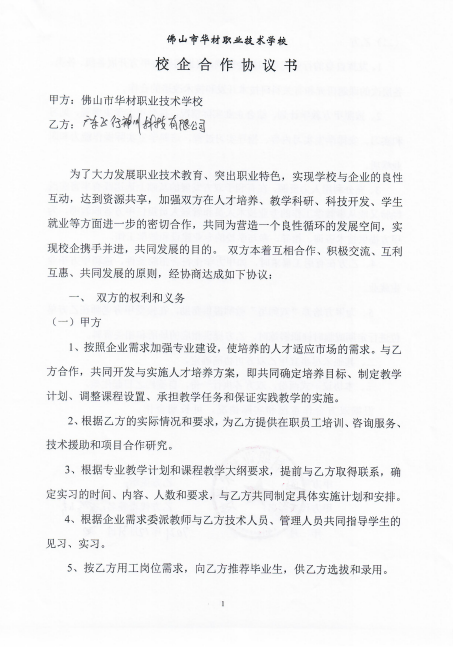 佛山市华材职业技术学校
校企合作协议书
甲方：佛山市华材职业技术学校
乙方：科技有限公司
为了大力发展职业技术教育、突出职业特色，实现学校与企业的良性
互动，达到资源共享，加强双方在人才培养、教学科研、科技开发、学生
就业等方面进一步的密切合作，共同为营造一个良性循环的发展空间，实
现校企携手并进，共同发展的目的。 双方本着互相合作、积极交流、互利
互惠、共同发展的原则，经协商达成如下协议：
一、 双方的权利和义务
（一）甲方
1、按照企业需求加强专业建设，使培养的人才适应市场的需求。与乙
方合作，共同开发与实施人才培养方案，即共同确定培养目标、制定教学
计划、调整课程设置、承担教学任务和保证实践教学的实施。
2、根据乙方的实际情况和要求，为乙方提供在职员工培训、咨询服务、
技术援助和项目合作研究。
3、根据专业教学计划和课程教学大纲要求，提前与乙方取得联系，确
定实习的时间、内容、人数和要求，与乙方共同制定具体实施计划和安排。
4、根据企业需求委派教师与乙方技术人员、管理人员共同指导学生的
见习、实习。
5、按乙方用工岗位需求，向乙方推荐毕业生，供乙方选拔和录用。
1